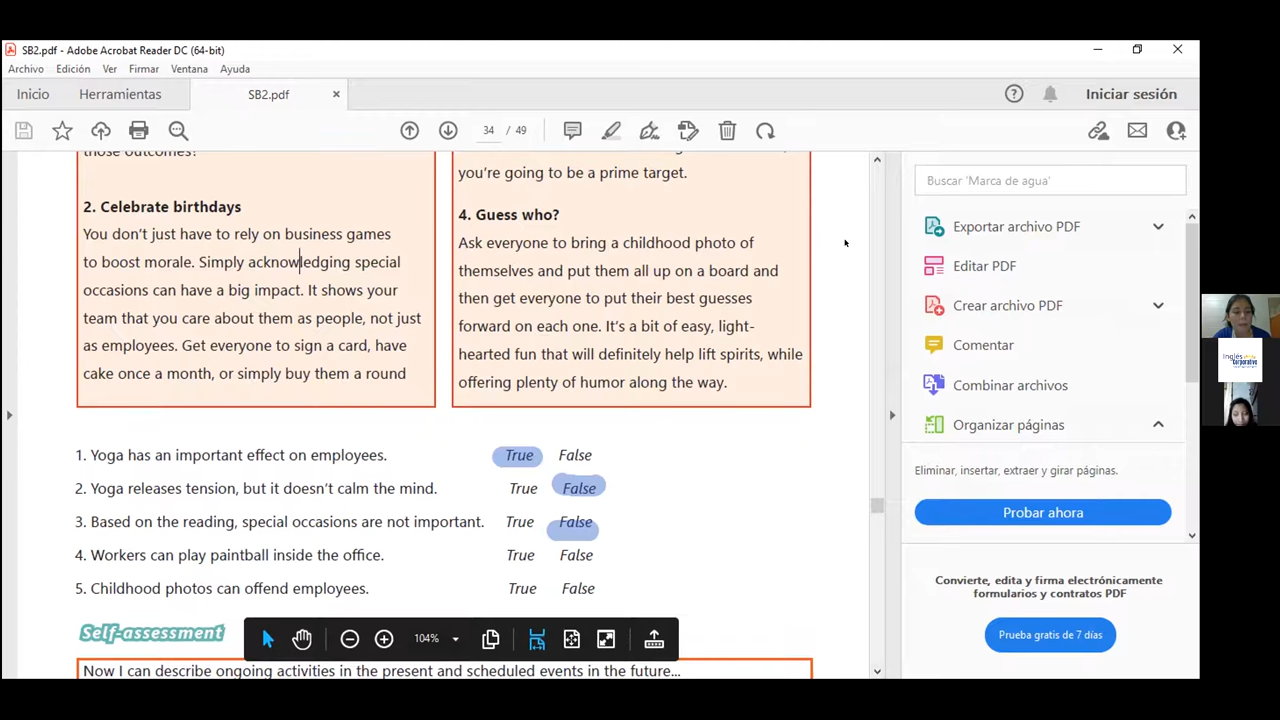 SB2.pdf - Adobe Acrobat Reader DC (64-bit)
Archivo Edición Ver Firmar Ventana Ayuda
Inicio Herramientas SB2.pdf × Iniciar sesión
34 / 49
those outcomes?
2. Celebrate birthdays
You don't just have to rely on business games
to boost morale. Simply acknowledging special
occasions can have a big impact. It shows your
team that you care about them as people, not just
as employees. Get everyone to sign a card, have
cake once a month, or simply buy them a round
you're going to be a prime target.
4. Guess who?
Ask everyone to bring a childhood photo of
themselves and put them all up on a board and
then get everyone to put their best guesses
forward on each one. It's a bit of easy, light-
hearted fun that will definitely help lift spirits, while
offering plenty of humor along the way.
1. Yoga has an important effect on employees. True False
2. Yoga releases tension, but it doesn't calm the mind. True False
3. Based on the reading, special occasions are not important. True False
4. Workers can play paintball inside the office. True False
5. Childhood photos can offend employees. True False
Self-assessment
104%
Now I can describe ongoing activities in the present and scheduled events in the future...
Buscar 'Marca de agua'
Exportar archivo PDF
Editar PDF
Crear archivo PDF
Comentar
Combinar archivos
Organizar páginas
Eliminar, insertar, extraer y girar páginas.
Probar ahora
Convierte, edita y firma electrónicamente
formularios y contratos PDF
Prueba gratis de 7 días
Inglés
Corporativo